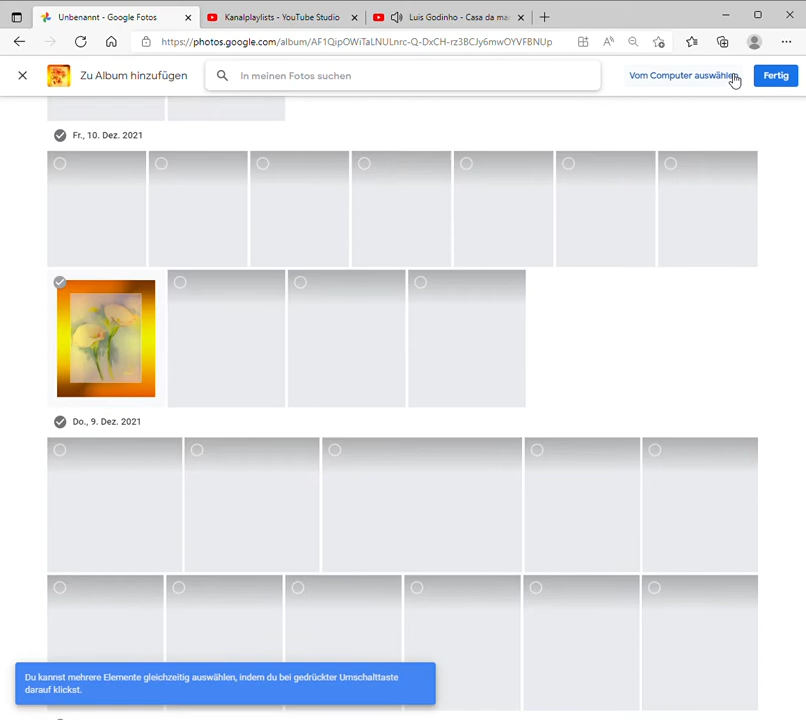 Unbenannt - Google Fotos
Kanalplaylists - YouTube Studio
Luis Godinho - Casa da ma
https://photos.google.com/album/AF1QipOWiTaLNULnrc-Q-DxCH-rz3BCJy6mwOYVFBNUp
Zu Album hinzufügen
In meinen Fotos suchen
Vom Computer auswählen
Fertig
Fr., 10. Dez. 2021
Do., 9. Dez. 2021
Du kannst mehrere Elemente gleichzeitig auswählen, indem du bei gedrückter Umschalttaste
darauf klickst.